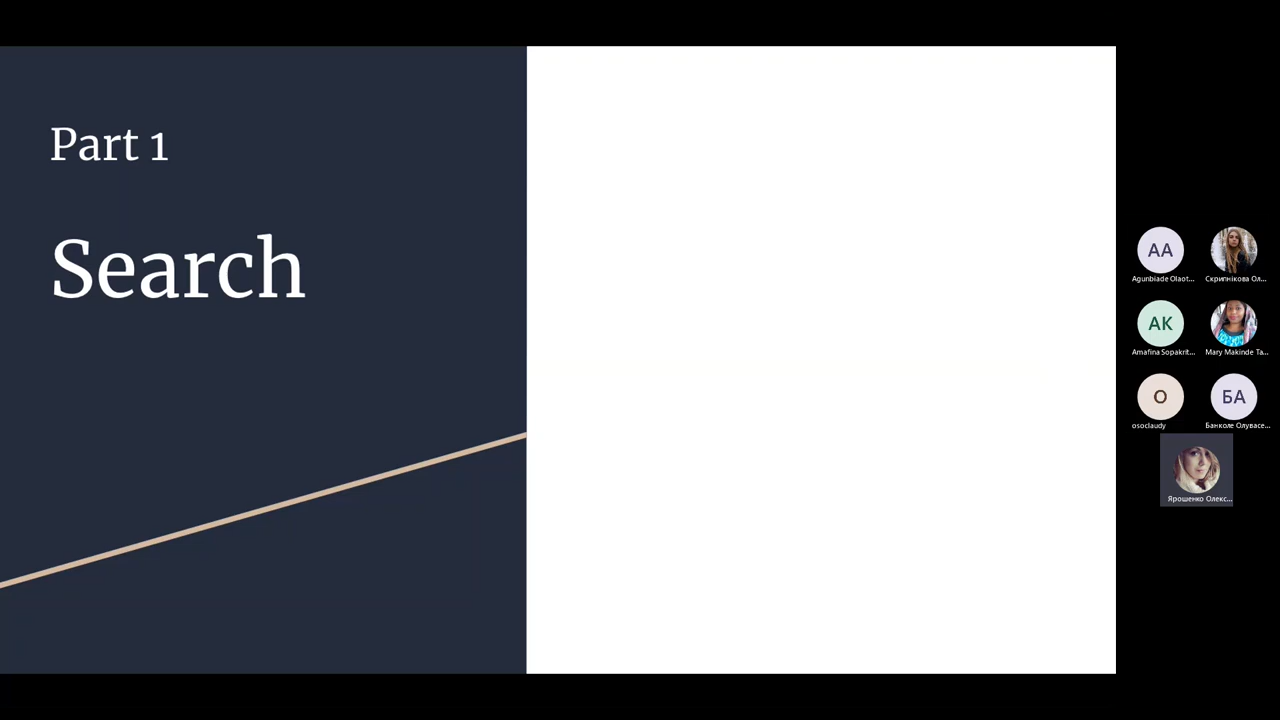 Part 1
Search
AA
Agunbiade Olaot...
Скрипнікова Ол...
AK
Amafina Sopakrit...
Mary Makinde Ta...
O
osoclaudy
БА
Банколе Олувасе...
Ярошенко Олекс...